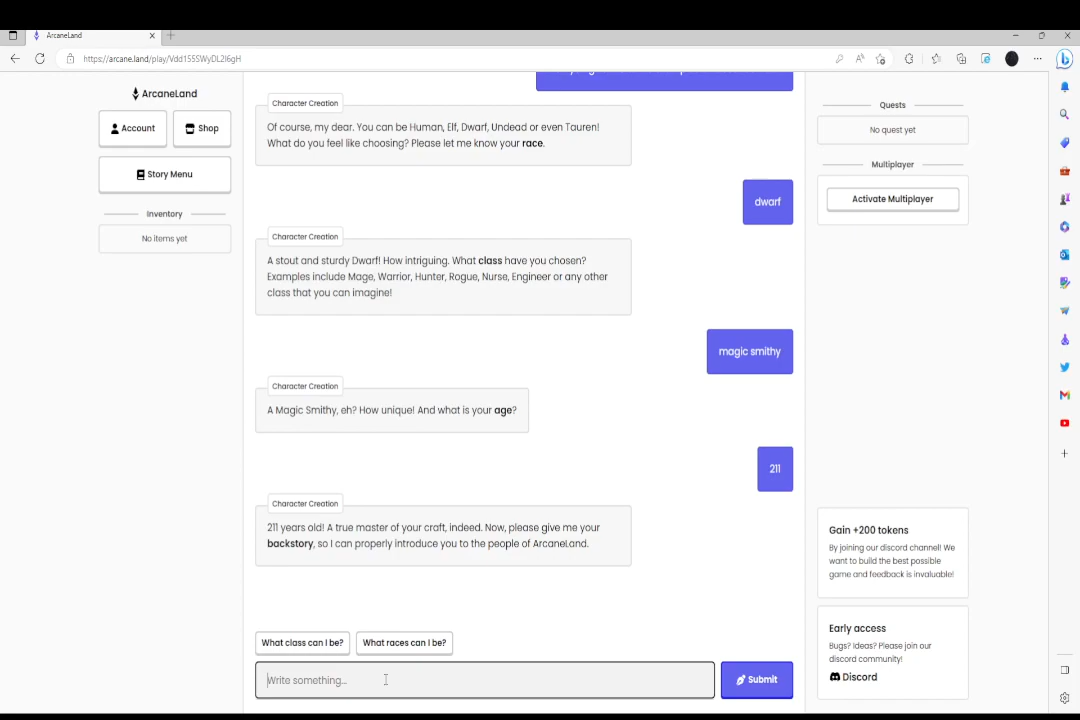 ArcaneLand
https://arcane.land/play/Vdd155SWyDL2l6gH
ArcaneLand
Account
Shop
Story Menu
Inventory
No items yet
Character Creation
Of course, my dear. You can be Human, Elf, Dwarf, Undead or even Tauren!
What do you feel like choosing? Please let me know your race.
dwarf
Character Creation
A stout and sturdy Dwarf! How intriguing. What class have you chosen?
Examples include Mage, Warrior, Hunter, Rogue, Nurse, Engineer or any other
class that you can imagine!
magic smithy
Character Creation
A Magic Smithy, eh? How unique! And what is your age?
211
Character Creation
211 years old! A true master of your craft, indeed. Now, please give me your
backstory, so I can properly introduce you to the people of ArcaneLand.
What class can I be?
What races can I be?
Write something...
Submit
Quests
No quest yet
Multiplayer
Activate Multiplayer
Gain +200 tokens
By joining our discord channel! We
want to build the best possible
game and feedback is invaluable!
Early access
Bugs? Ideas? Please join our
discord community!
Discord